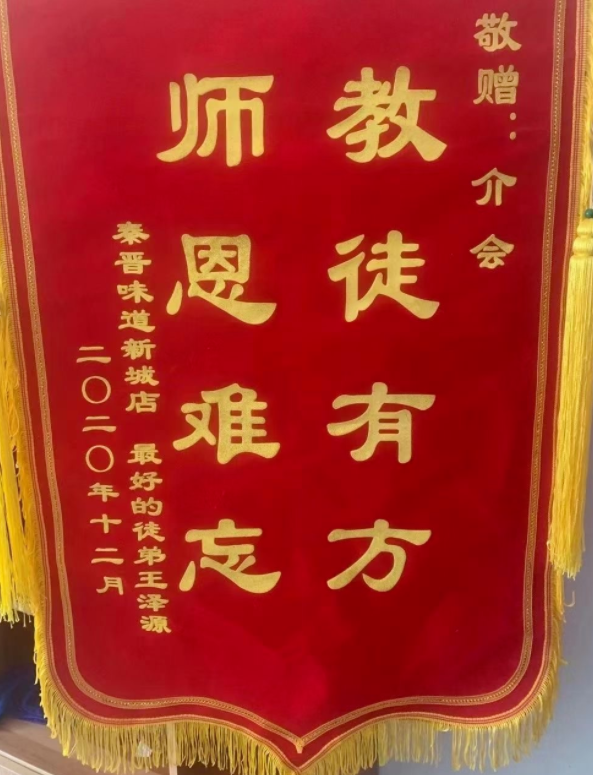 敬赠：介会
教徒有方
师恩难忘
秦晋味道新城店 最好的徒弟王泽源
二〇二〇年十二月